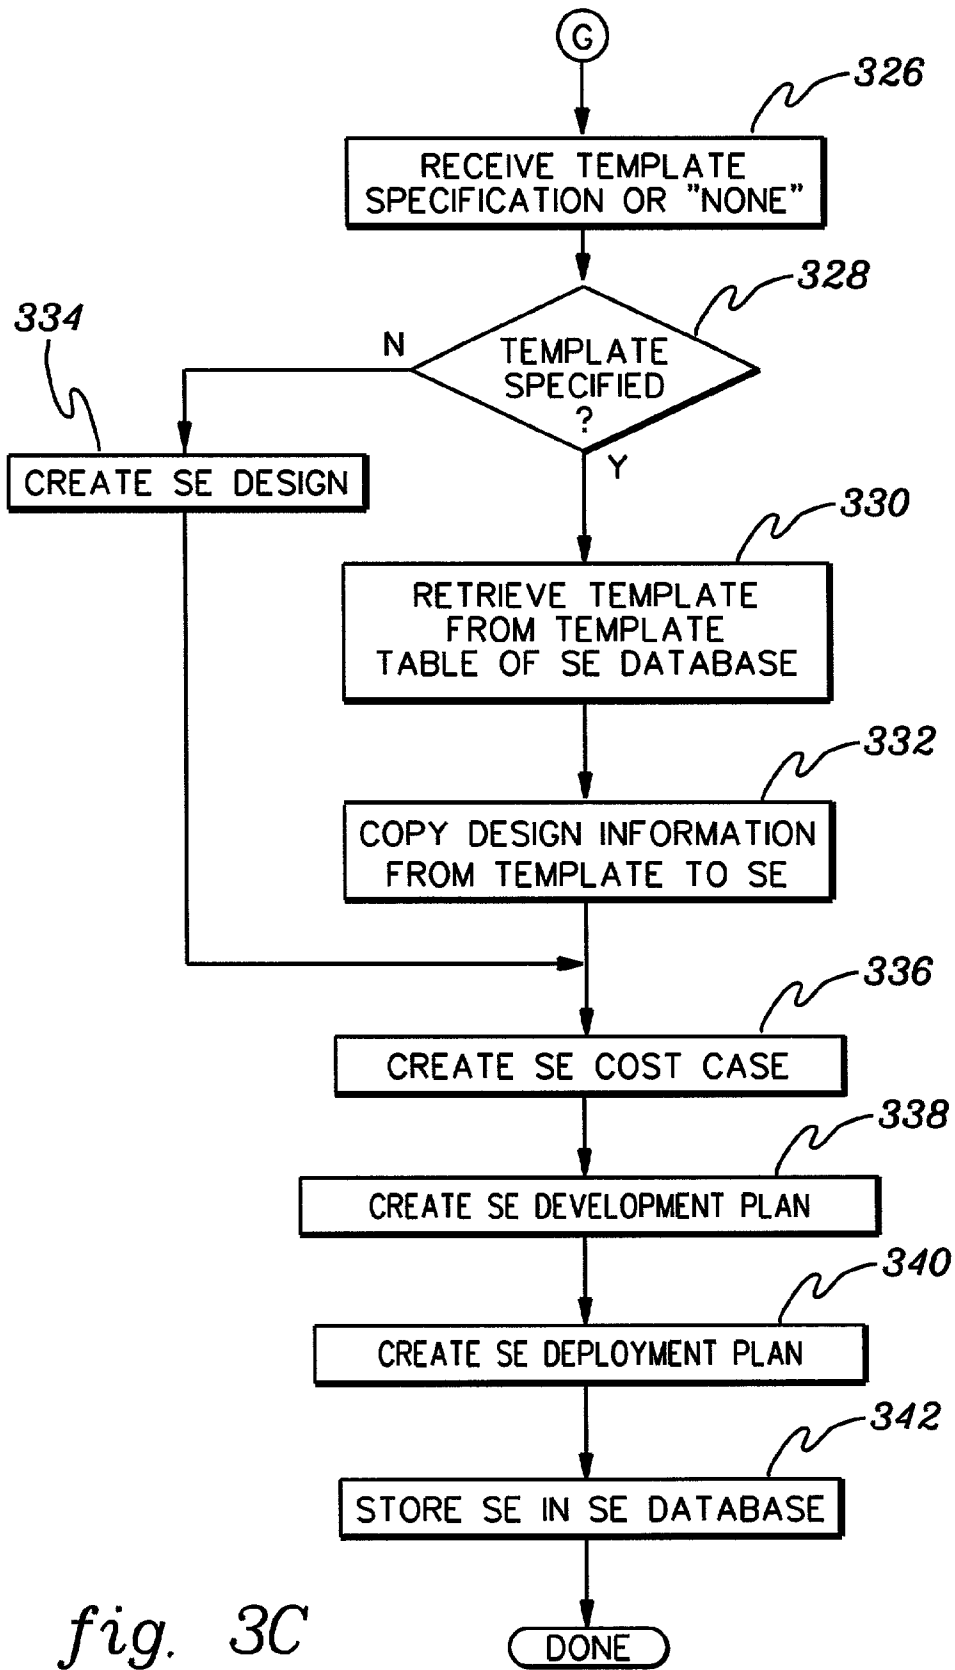 G
326
RECEIVE TEMPLATE
SPECIFICATION OR "NONE"
328
334
N
TEMPLATE
SPECIFIED
?
Y
CREATE SE DESIGN
330
RETRIEVE TEMPLATE
FROM TEMPLATE
TABLE OF SE DATABASE
332
COPY DESIGN INFORMATION
FROM TEMPLATE TO SE
336
CREATE SE COST CASE
338
CREATE SE DEVELOPMENT PLAN
340
CREATE SE DEPLOYMENT PLAN
342
STORE SE IN SE DATABASE
DONE
fig. 3C